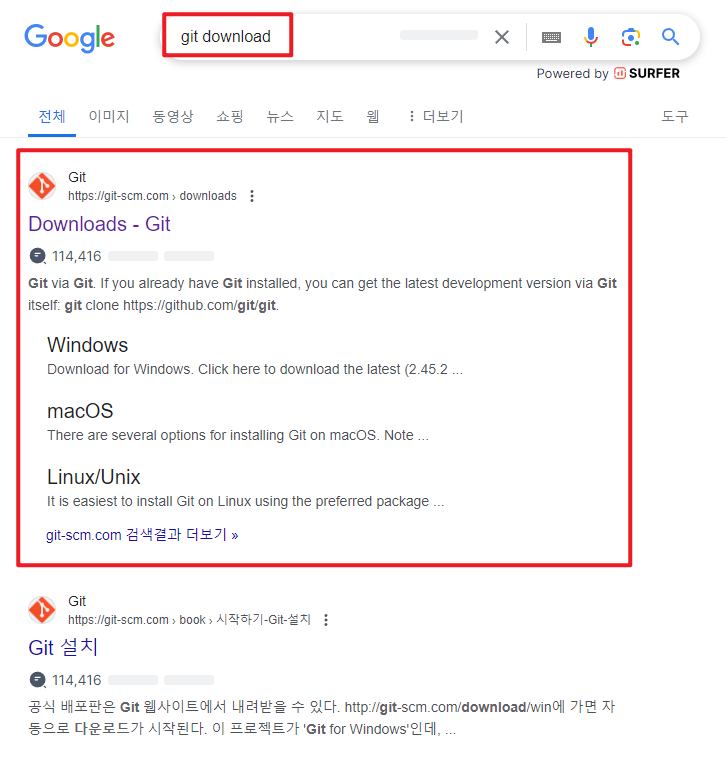 Google
git download
Powered by SURFER
전체 이미지 동영상 쇼핑 뉴스 지도 웹 더보기 도구
Git
https://git-scm.com › downloads
Downloads - Git
114,416
Git via Git. If you already have Git installed, you can get the latest development version via Git
itself: git clone https://github.com/git/git.
Windows
Download for Windows. Click here to download the latest (2.45.2 ...
macOS
There are several options for installing Git on macOS. Note ...
Linux/Unix
It is easiest to install Git on Linux using the preferred package ...
git-scm.com 검색결과 더보기 »
Git
https://git-scm.com › book › 시작하기-Git-설치
Git 설치
114,416
공식 배포판은 Git 웹사이트에서 내려받을 수 있다. http://git-scm.com/download/win에 가면 자
동으로 다운로드가 시작된다. 이 프로젝트가 'Git for Windows'인데, ...